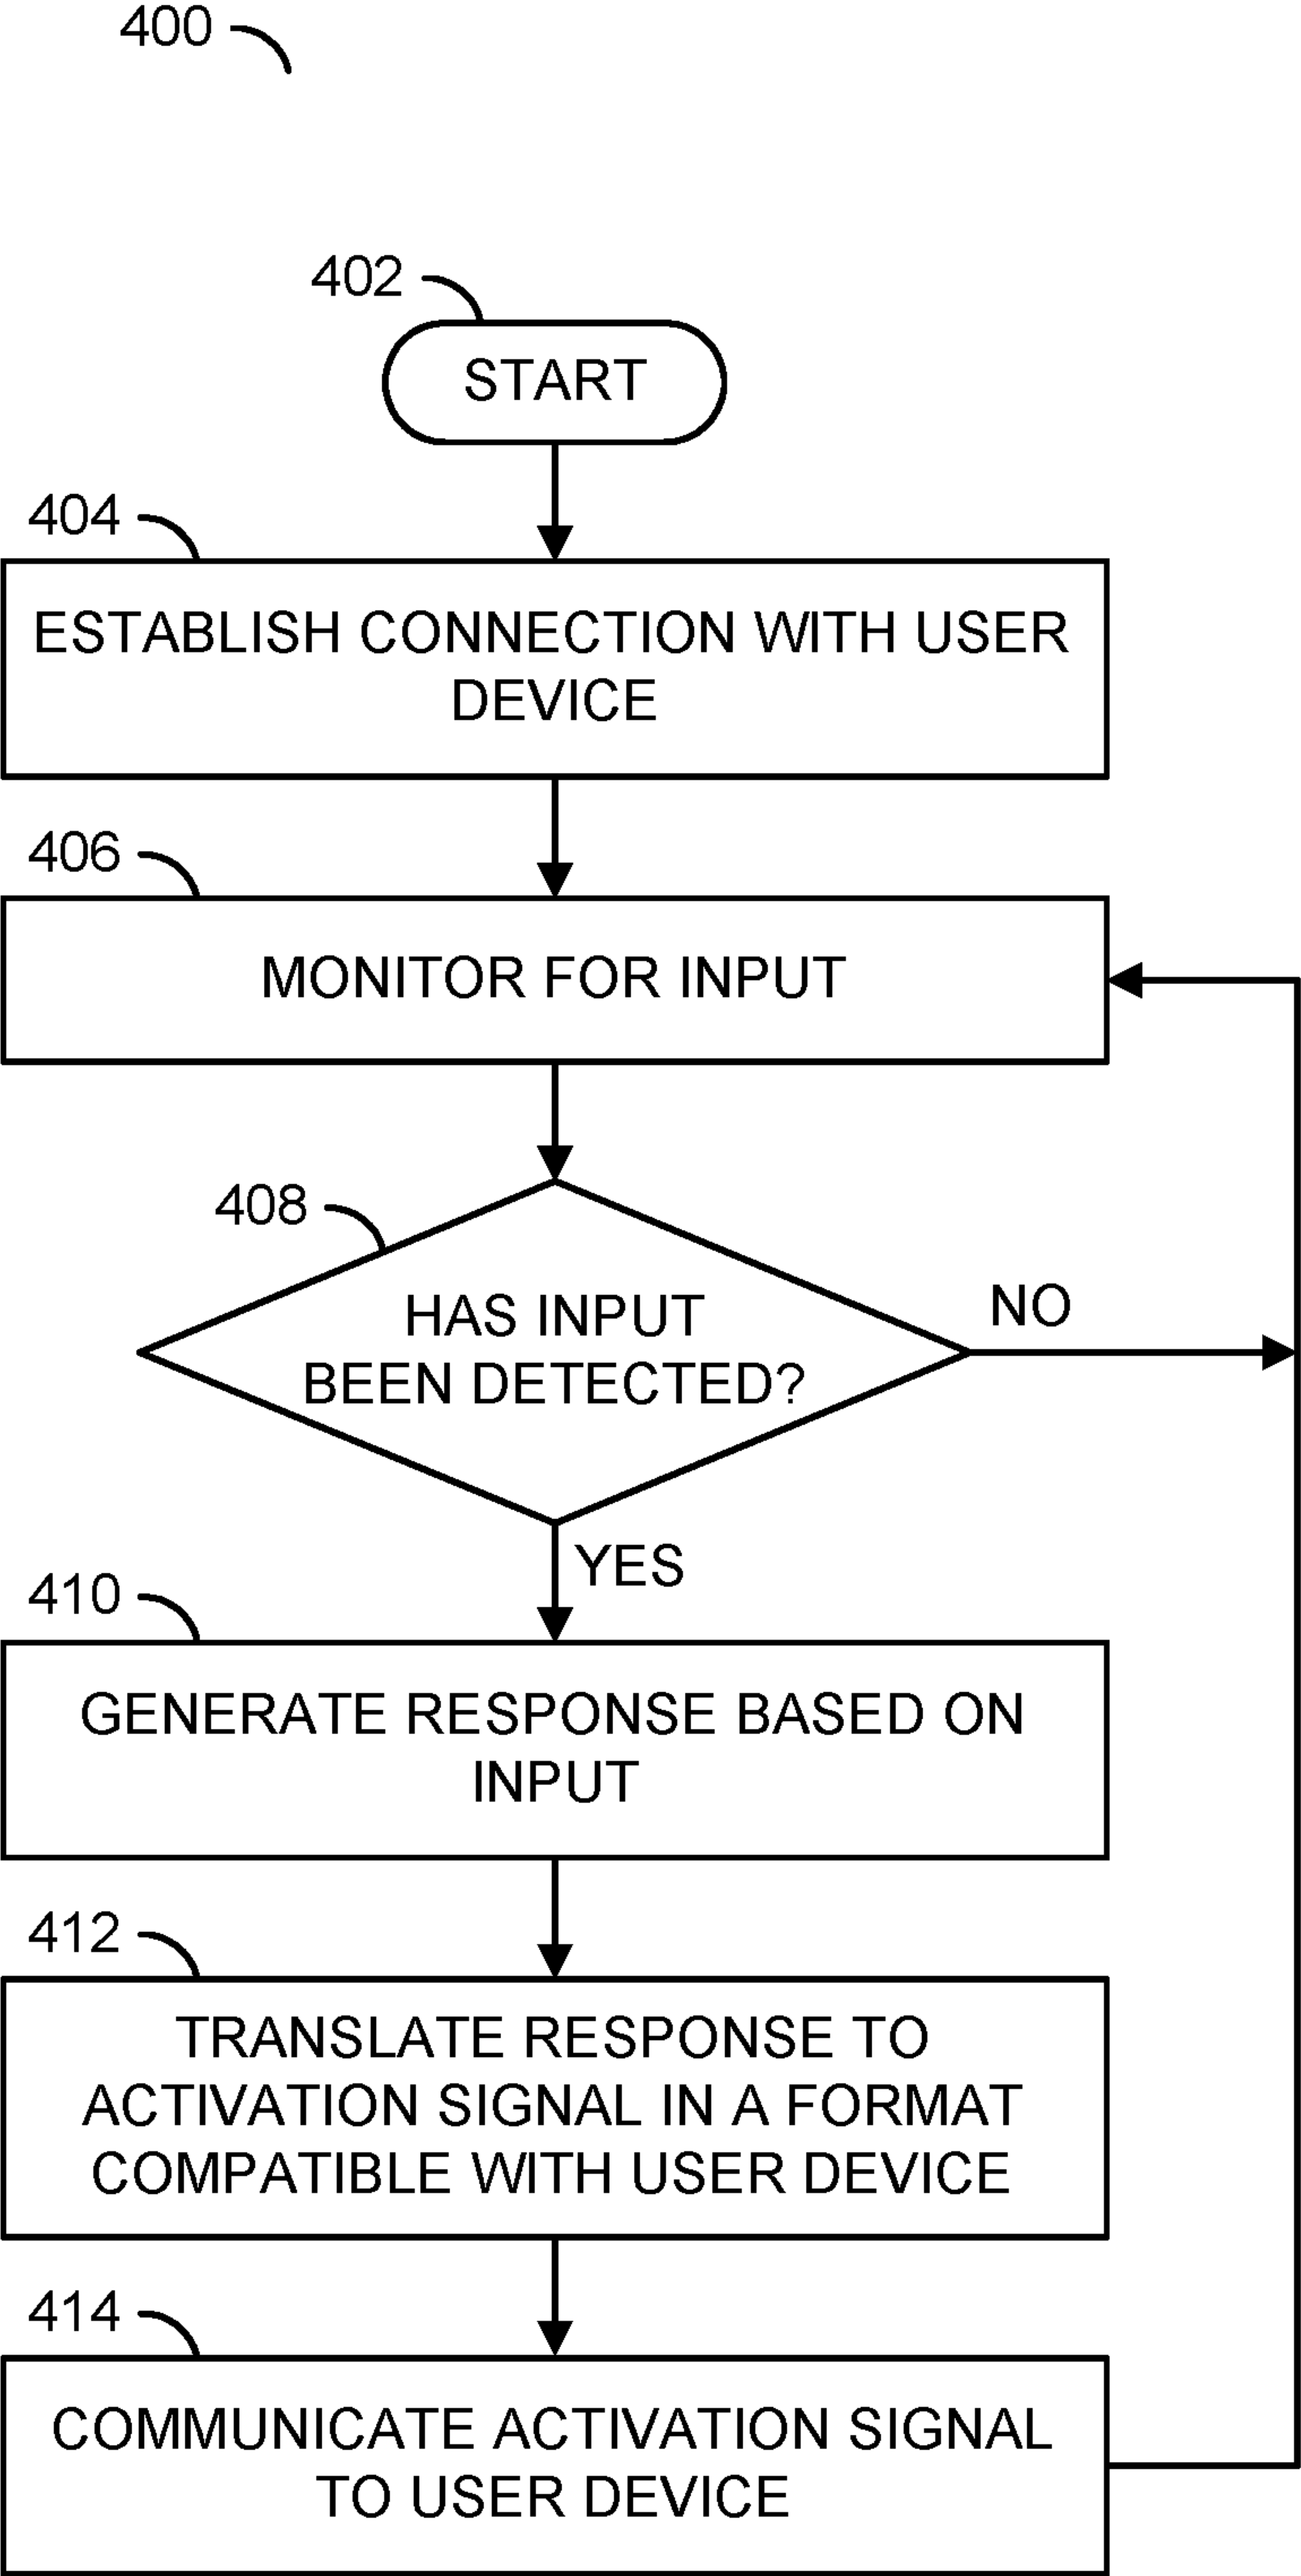 400
402
START
404
ESTABLISH CONNECTION WITH USER
DEVICE
406
MONITOR FOR INPUT
408
HAS INPUT
BEEN DETECTED?
NO
YES
410
GENERATE RESPONSE BASED ON
INPUT
412
TRANSLATE RESPONSE TO
ACTIVATION SIGNAL IN A FORMAT
COMPATIBLE WITH USER DEVICE
414
COMMUNICATE ACTIVATION SIGNAL
TO USER DEVICE